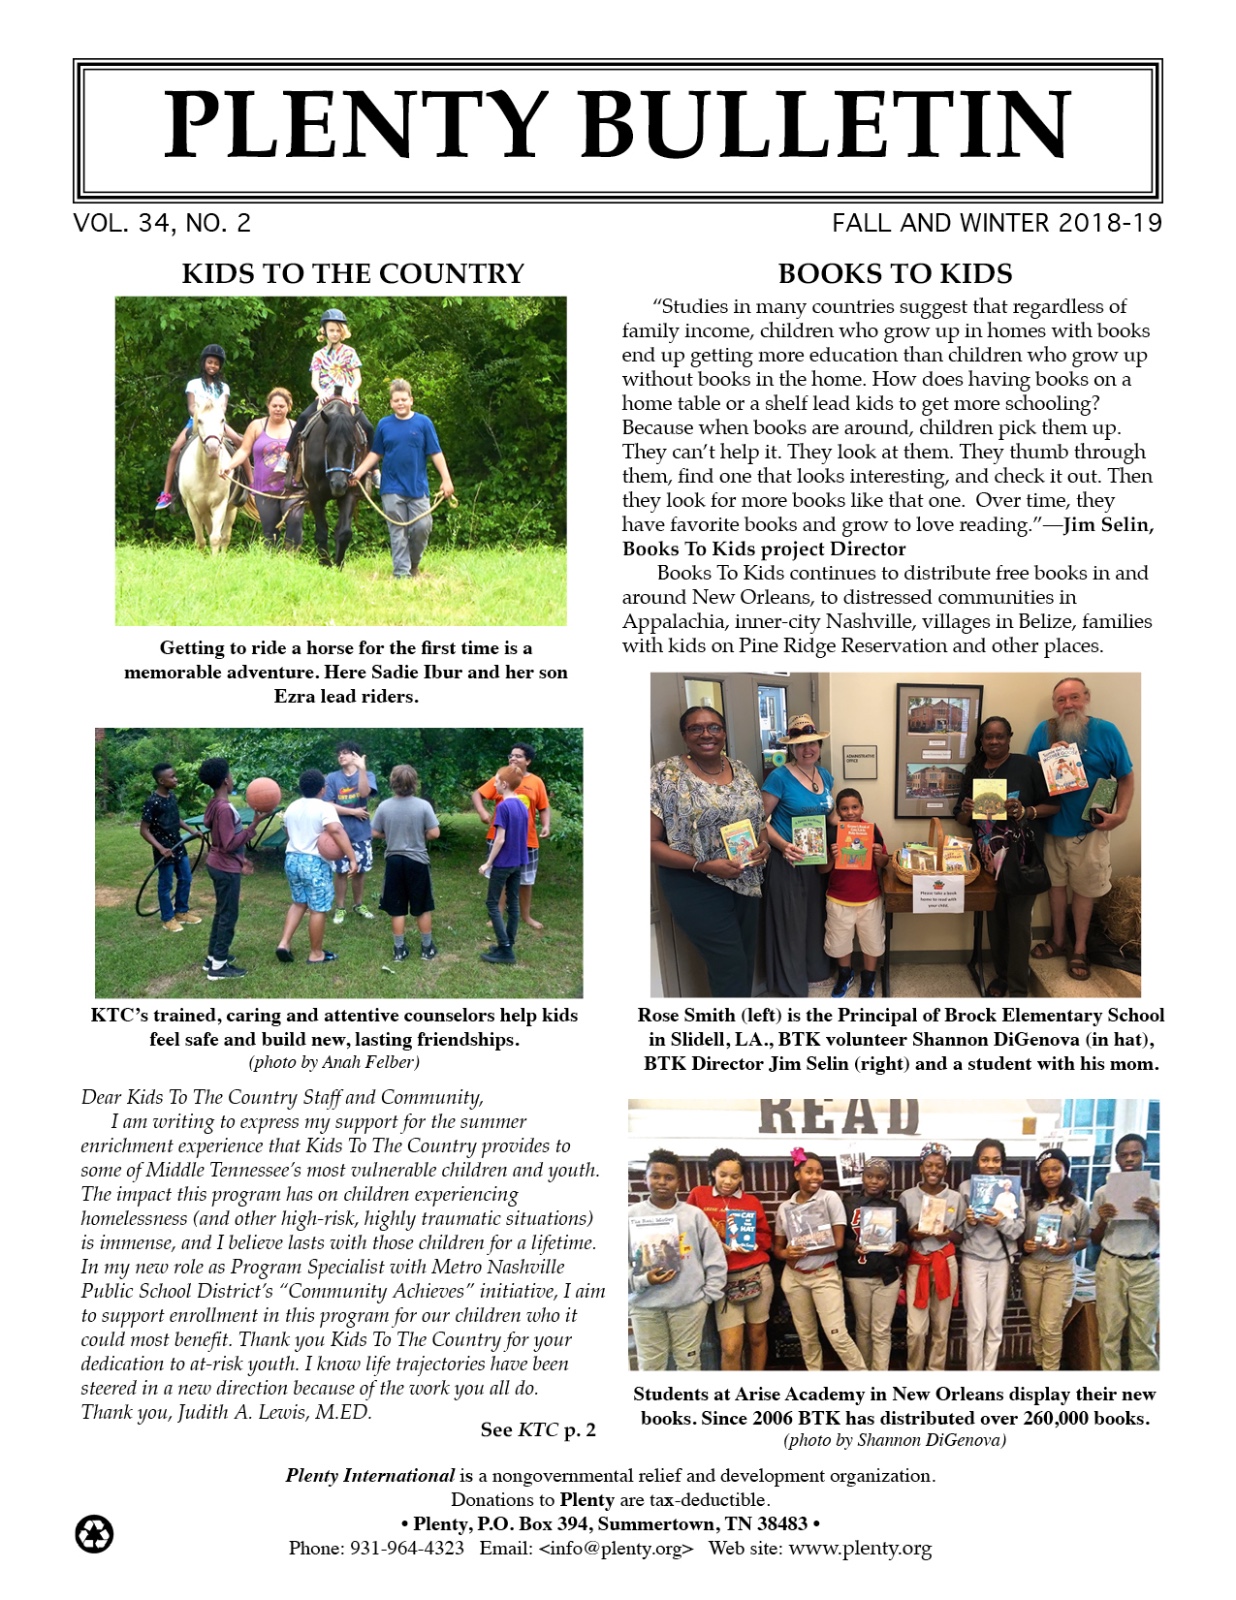 PLENTY BULLETIN
VOL. 34, NO. 2
FALL AND WINTER 2018-19
KIDS TO THE COUNTRY
Getting to ride a horse for the first time is a
memorable adventure. Here Sadie Ibur and her son
Ezra lead riders.
KTC’s trained, caring and attentive counselors help kids
feel safe and build new, lasting friendships.
(photo by Anah Felber)
Dear Kids To The Country Staff and Community,
I am writing to express my support for the summer
enrichment experience that Kids To The Country provides to
some of Middle Tennessee’s most vulnerable children and youth.
The impact this program has on children experiencing
homelessness (and other high-risk, highly traumatic situations)
is immense, and I believe lasts with those children for a lifetime.
In my new role as Program Specialist with Metro Nashville
Public School District’s “Community Achieves” initiative, I aim
to support enrollment in this program for our children who it
could most benefit. Thank you Kids To The Country for your
dedication to at-risk youth. I know life trajectories have been
steered in a new direction because of the work you all do.
Thank you, Judith A. Lewis, M.ED.
See KTC p. 2
BOOKS TO KIDS
“Studies in many countries suggest that regardless of
family income, children who grow up in homes with books
end up getting more education than children who grow up
without books in the home. How does having books on a
home table or a shelf lead kids to get more schooling?
Because when books are around, children pick them up.
They can’t help it. They look at them. They thumb through
them, find one that looks interesting, and check it out. Then
they look for more books like that one.  Over time, they
have favorite books and grow to love reading.”—Jim Selin,
Books To Kids project Director
Books To Kids continues to distribute free books in and
around New Orleans, to distressed communities in
Appalachia, inner-city Nashville, villages in Belize, families
with kids on Pine Ridge Reservation and other places.
ADMINISTRATIVE
OFFICE
Please take a book
home to read with
your child
Rose Smith (left) is the Principal of Brock Elementary School
in Slidell, LA., BTK volunteer Shannon DiGenova (in hat),
BTK Director Jim Selin (right) and a student with his mom.
READ
CAT
HAT
Students at Arise Academy in New Orleans display their new
books. Since 2006 BTK has distributed over 260,000 books.
(photo by Shannon DiGenova)
Plenty International is a nongovernmental relief and development organization.
Donations to Plenty are tax-deductible.
• Plenty, P.O. Box 394, Summertown, TN 38483 •
Phone: 931-964-4323   Email: <info@plenty.org>   Web site: www.plenty.org